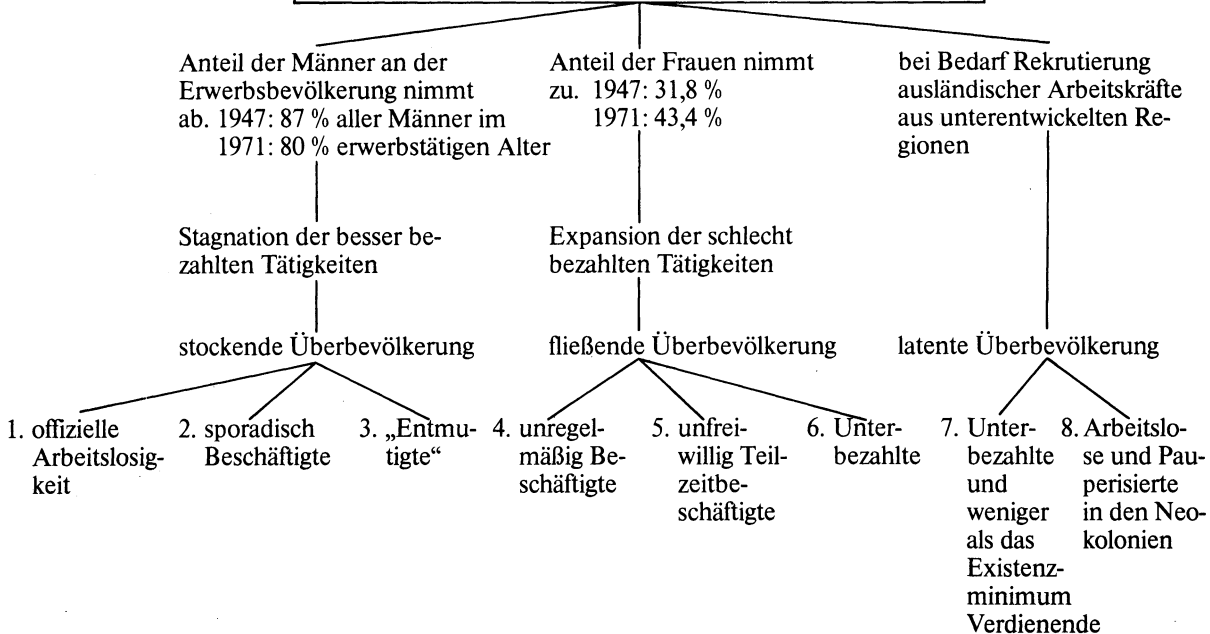 Anteil der Männer an der
Erwerbsbevölkerung nimmt
ab. 1947: 87 % aller Männer im
1971: 80 % erwerbstätigen Alter
Anteil der Frauen nimmt
zu. 1947: 31,8 %
1971: 43,4 %
bei Bedarf Rekrutierung
ausländischer Arbeitskräfte
aus unterentwickelten Re-
gionen
Stagnation der besser be-
zahlten Tätigkeiten
Expansion der schlecht
bezahlten Tätigkeiten
stockende Überbevölkerung
fließende Überbevölkerung
latente Überbevölkerung
1. offizielle
Arbeitslosig-
keit
2. sporadisch
Beschäftigte
3. „Entmu-
tigte“
4. unregel-
mäßig Be-
schäftigte
5. unfrei-
willig Teil-
zeitbe-
schäftigte
6. Unter-
bezahlte
7. Unter-
bezahlte
und
weniger
als das
Existenz-
minimum
Verdienende
8. Arbeitslo-
se und Pau-
perisierte
in den Neo-
kolonien